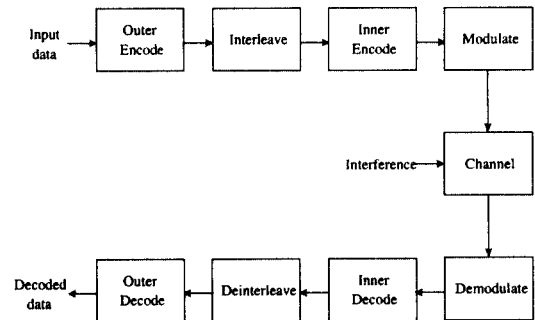 Input
data
Outer
Encode
Interleave
Inner
Encode
Modulate
Interference
Channel
Decoded
data
Outer
Decode
Deinterleave
Inner
Decode
Demodulate